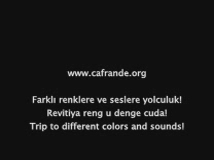 www.cafrande.org
Farklı renklere ve seslere yolculuk!
Revitiya reng u denge cuda!
Trip to different colors and sounds!